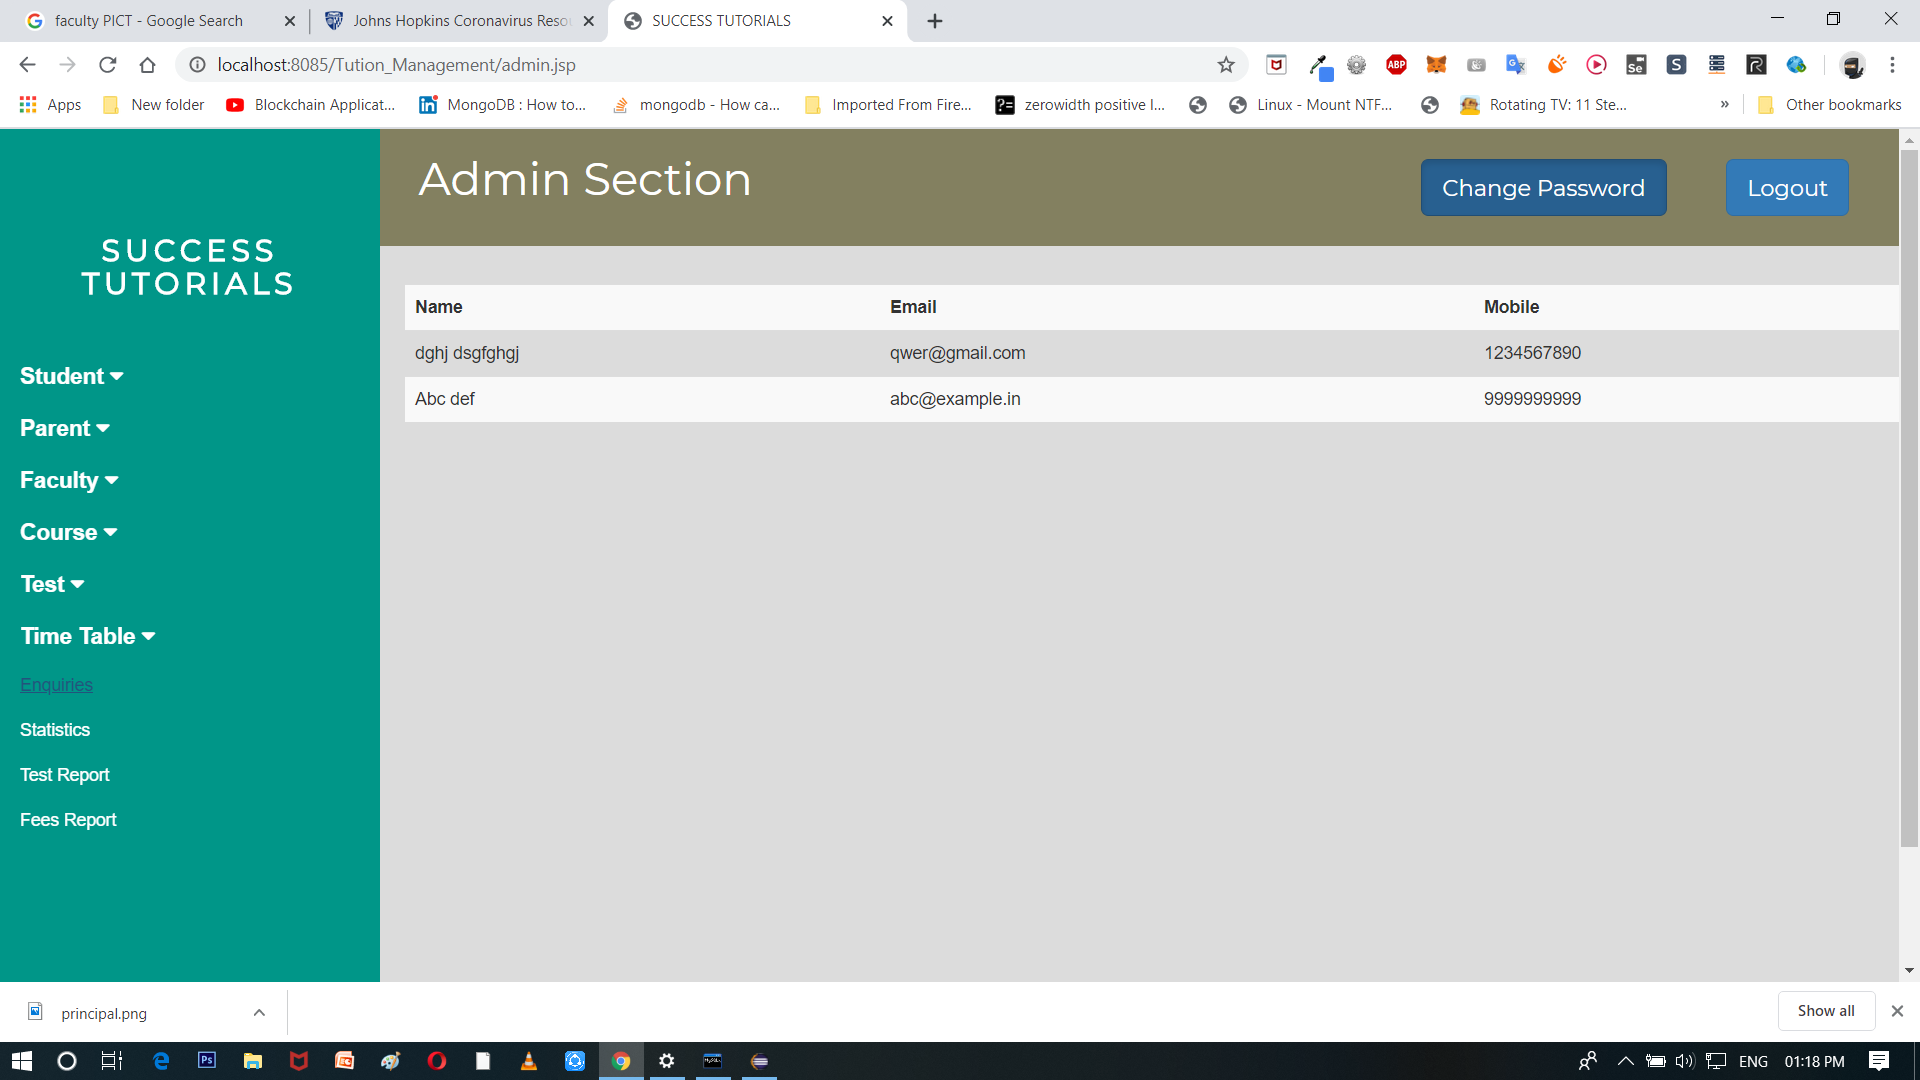 faculty PICT - Google Search
Johns Hopkins Coronavirus Reso
SUCCESS TUTORIALS
localhost:8085/Tution_Management/admin.jsp
Apps
New folder
Blockchain Applicat...
MongoDB : How to...
mongodb - How ca...
Imported From Fire...
zerowidth positive l...
Linux - Mount NTF...
Rotating TV: 11 Ste...
»
Other bookmarks
SUCCESS
TUTORIALS
Admin Section
Change Password
Logout
Name Email Mobile
dghj dsgfghgj qwer@gmail.com 1234567890
Abc def abc@example.in 9999999999
Student
Parent
Faculty
Course
Test
Time Table
Enquiries
Statistics
Test Report
Fees Report
principal.png
Show all
ENG
01:18 PM